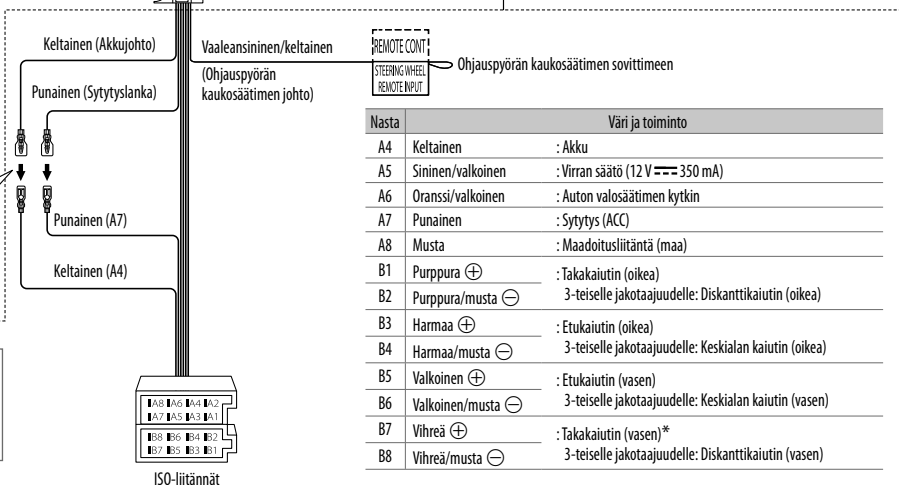 Keltainen (Akkujohto)
Punainen (Sytytyslanka)
Vaaleansininen/keltainen
(Ohjauspyörän
kaukosäätimen johto)
REMOTE CONT
STEERING WHEEL
REMOTE INPUT
Ohjauspyörän kaukosäätimen sovittimeen
Punainen (A7)
Keltainen (A4)
A8 A6 A4 A2
A7 A5 A3 A1
B8 B6 B4 B2
B7 B5 B3 B1
ISO-liitännät
Nasta Väri ja toiminto
A4 Keltainen : Akku
A5 Sininen/valkoinen : Virran säätö (12 V ⎓ 350 mA)
A6 Oranssi/valkoinen : Auton valosäätimen kytkin
A7 Punainen : Sytytys (ACC)
A8 Musta : Maadoitusliitäntä (maa)
B1 Purppura ⊕ : Takakaiutin (oikea)
B2 Purppura/musta ⊖ 3-teiselle jakotaajuudelle: Diskanttikaiutin (oikea)
B3 Harmaa ⊕ : Etukaiutin (oikea)
B4 Harmaa/musta ⊖ 3-teiselle jakotaajuudelle: Keskialan kaiutin (oikea)
B5 Valkoinen ⊕ : Etukaiutin (vasen)
B6 Valkoinen/musta ⊖ 3-teiselle jakotaajuudelle: Keskialan kaiutin (vasen)
B7 Vihreä ⊕ : Takakaiutin (vasen)*
B8 Vihreä/musta ⊖ 3-teiselle jakotaajuudelle: Diskanttikaiutin (vasen)